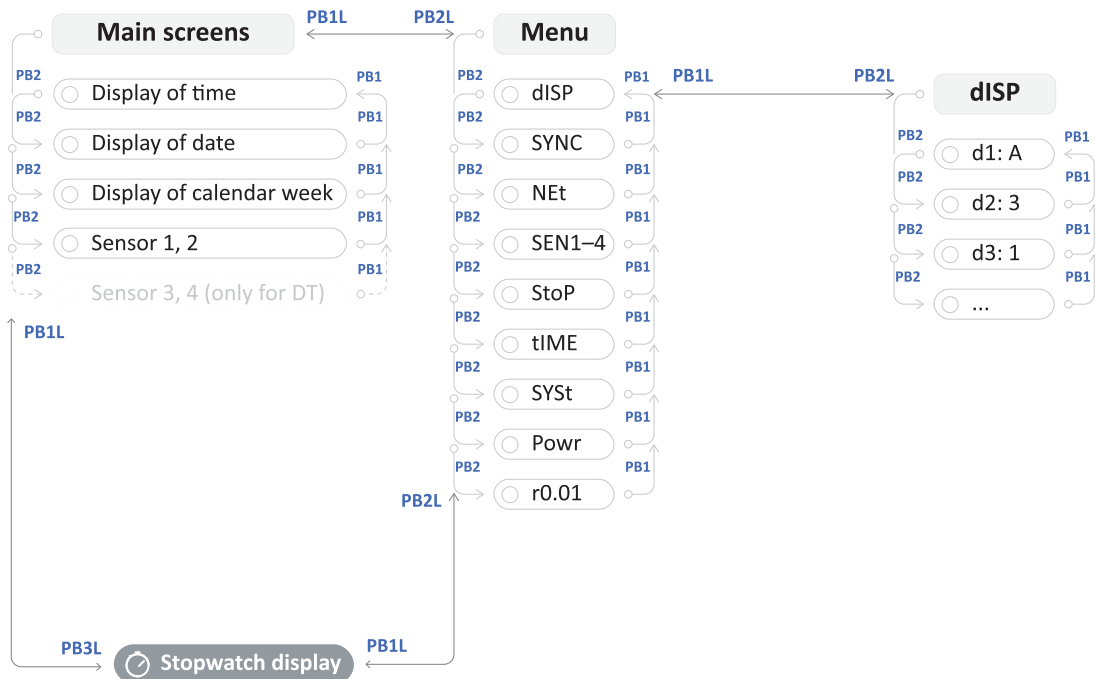 Main screens
PB1L
PB2L
Menu
PB2
Display of time
PB1
PB2
Display of date
PB1
PB2
Display of calendar week
PB1
PB2
Sensor 1, 2
PB1
PB2
Sensor 3, 4 (only for DT)
PB1
PB1L
PB2
dISP
PB1
PB2
SYNC
PB1
PB2
NEt
PB1
PB2
SEN1–4
PB1
PB2
StoP
PB1
PB2
tIME
PB1
PB2
SYSt
PB1
PB2
Powr
PB1
PB2
r0.01
PB1
PB2L
PB1L
PB2L
dISP
PB2
d1: A
PB1
PB2
d2: 3
PB1
PB2
d3: 1
PB1
PB2
...
PB1
PB3L
Stopwatch display
PB1L